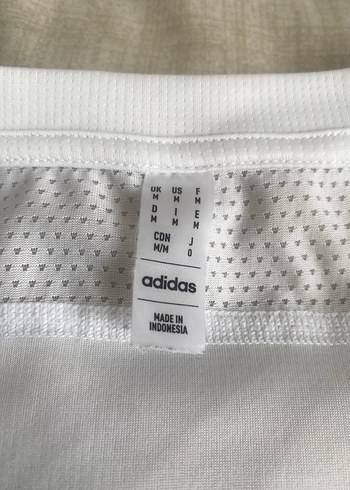 UK US F
M M M
D I E
M M M
CDN J
M/M O
adidas
MADE IN
INDONESIA